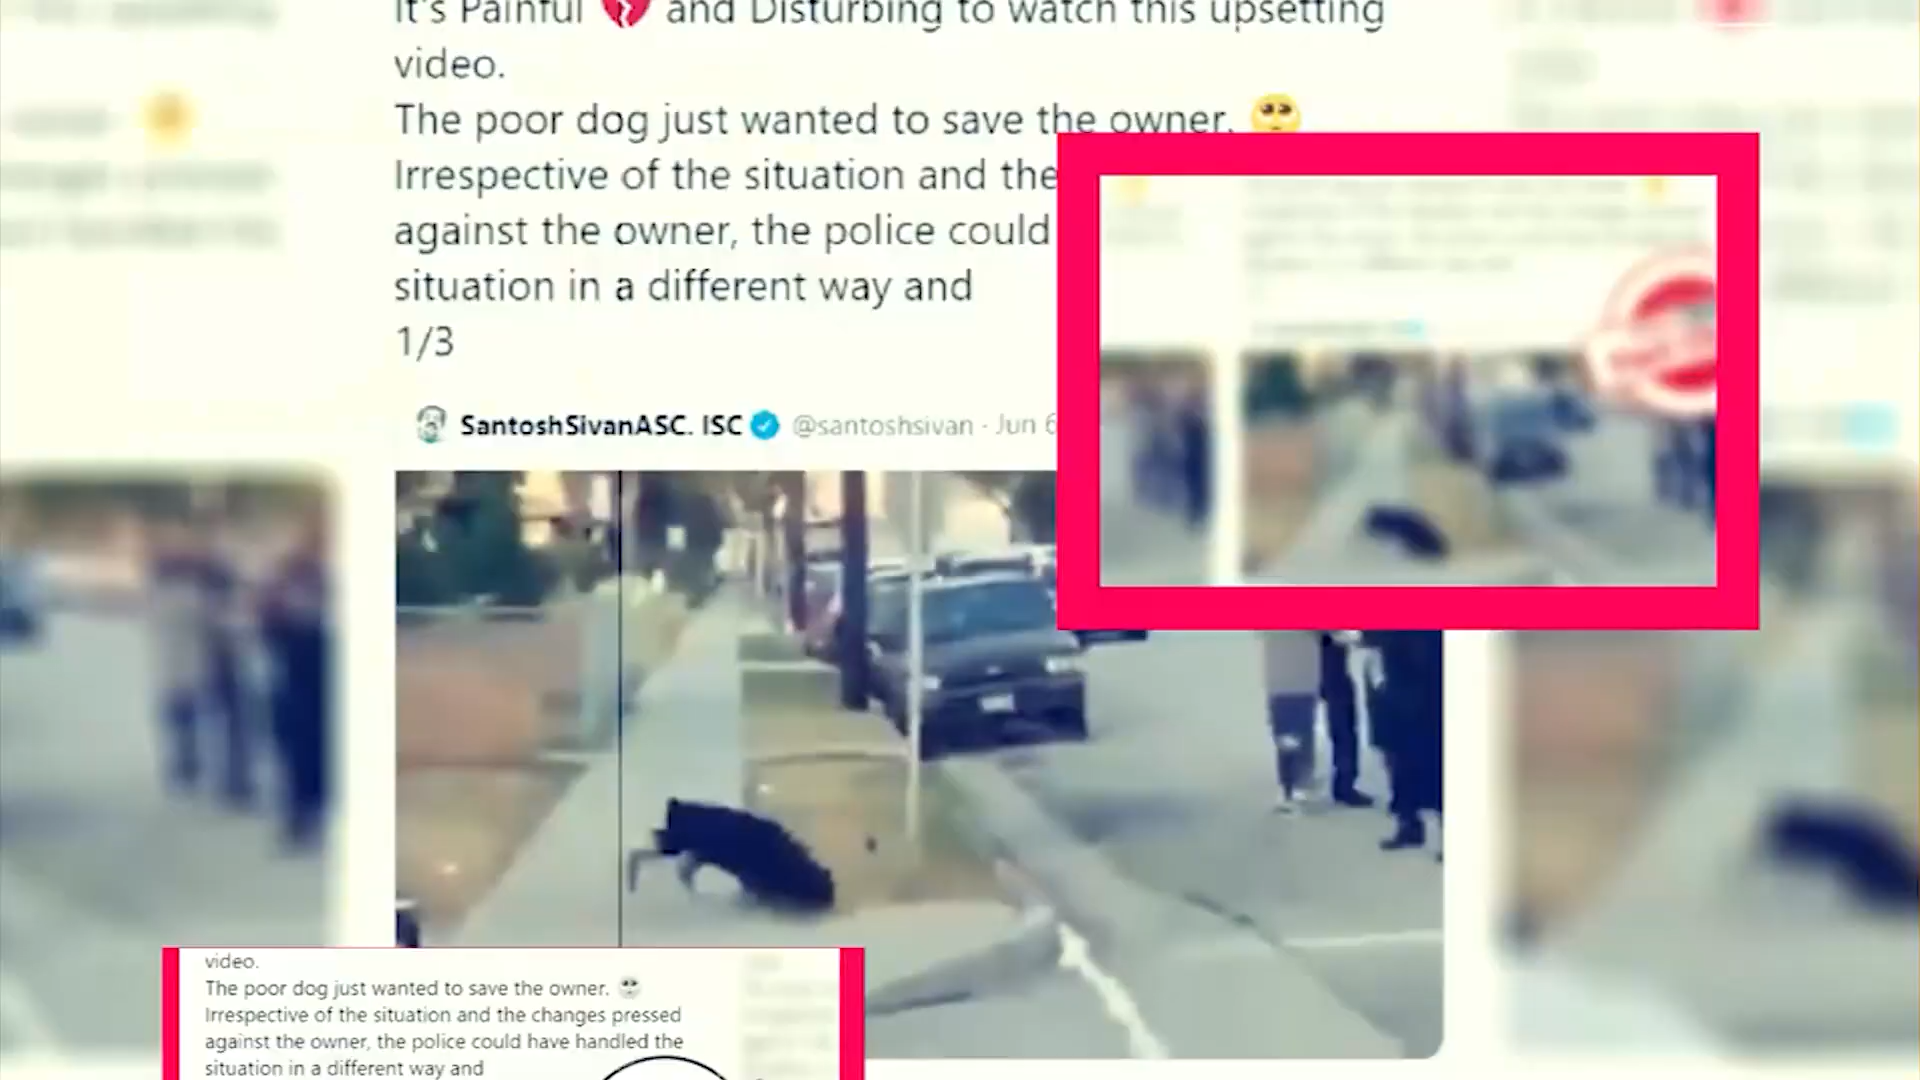 It's Painful 💔 and Disturbing to watch this upsetting
video.
The poor dog just wanted to save the owner. 🥺
Irrespective of the situation and the
against the owner, the police could
situation in a different way and
1/3
SantoshSivanASC. ISC @santoshsivan · Jun 6
video.
The poor dog just wanted to save the owner. 🥺
Irrespective of the situation and the changes pressed
against the owner, the police could have handled the
situation in a different way and